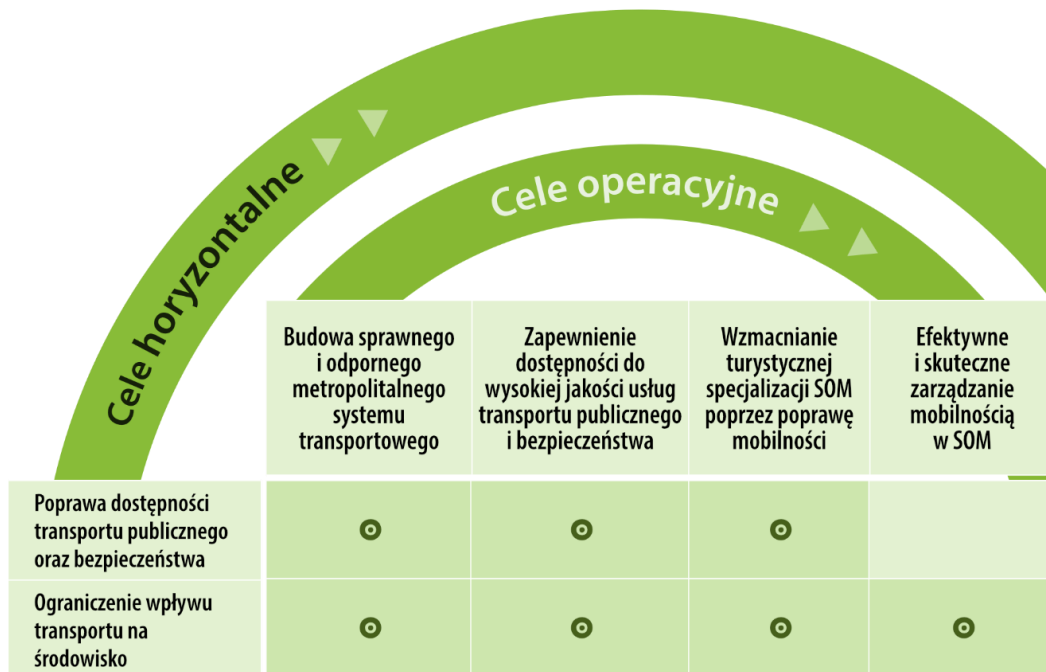 Cele horyzontalne
Cele operacyjne
Budowa sprawnego
i odpornego
metropolitalnego
systemu
transportowego
Zapewnienie
dostępności do
wysokiej jakości usług
transportu publicznego
i bezpieczeństwa
Wzmacnianie
turystycznej
specjalizacji SOM
poprzez poprawę
mobilności
Efektywne
i skuteczne
zarządzanie
mobilnością
w SOM
Poprawa dostępności
transportu publicznego
oraz bezpieczeństwa
Ograniczenie wpływu
transportu na
środowisko